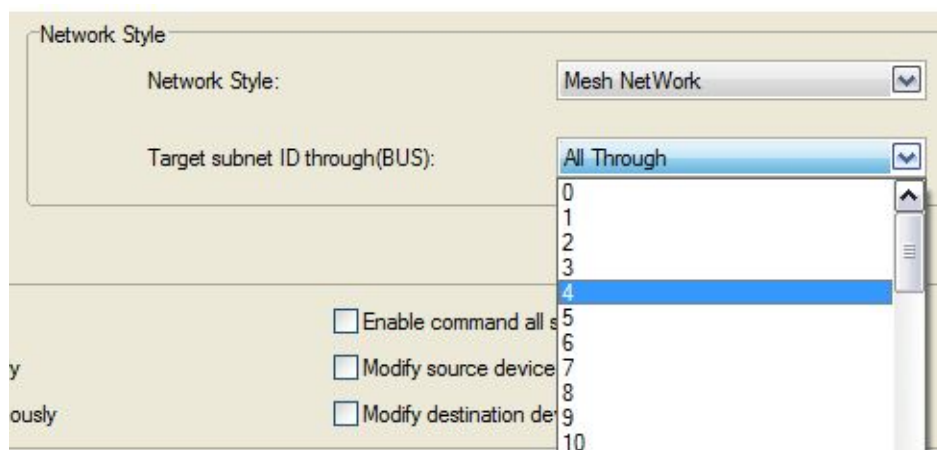 Network Style
Network Style:
Mesh NetWork
Target subnet ID through(BUS):
All Through
0
1
2
3
4
Enable command all s
5
6
y
Modify source device
7
8
ously
Modify destination de
9
10